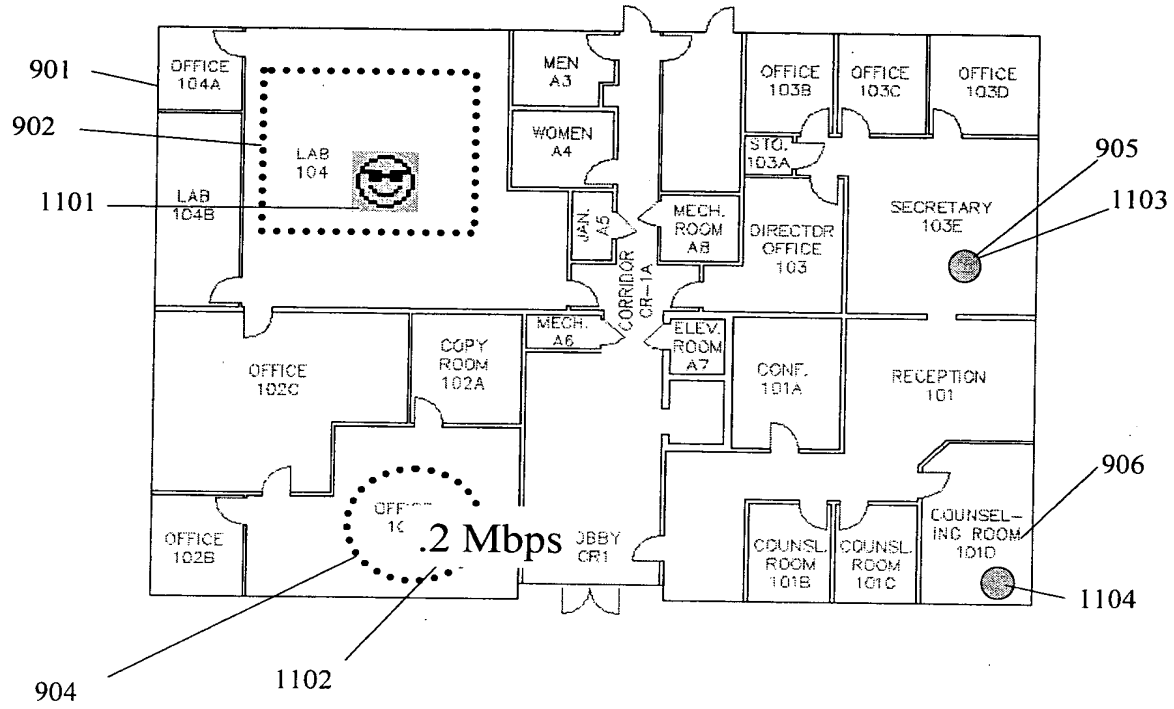 901
902
1101
OFFICE
104A
LAB
104
LAB
104B
MEN
A3
WOMEN
A4
JAN.
A5
MECH.
ROOM
A8
CORRIDOR
CR-1A
OFFICE
103B
OFFICE
103C
OFFICE
103D
STO.
103A
DIRECTOR
OFFICE
103
SECRETARY
103E
905
1103
OFFICE
102C
COPY
ROOM
102A
MECH.
A6
ELEV.
ROOM
A7
CONF.
101A
RECEPTION
101
906
OFFICE
102B
.2 Mbps
CR1
COUNSL.
ROOM
101B
COUNSL.
ROOM
101C
COUNSEL-
ING ROOM
101D
1104
904
1102